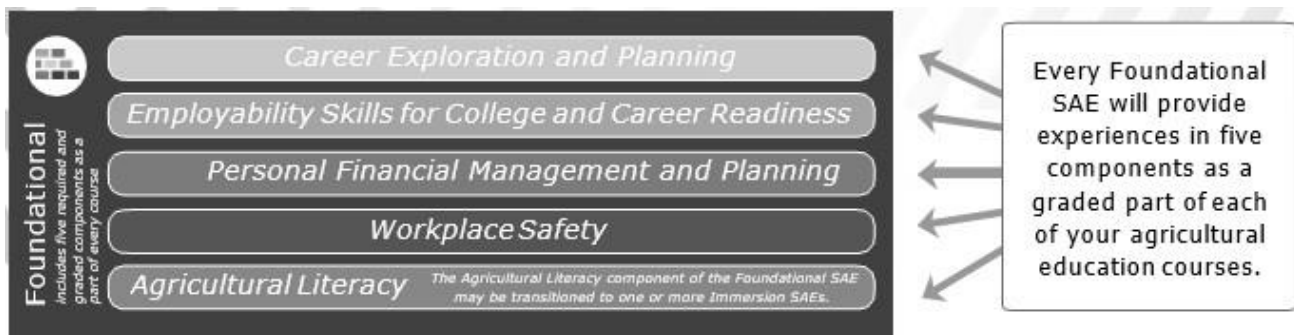 Foundational
includes five required and
graded components as a
part of every course
Career Exploration and Planning
Employability Skills for College and Career Readiness
Personal Financial Management and Planning
Workplace Safety
Agricultural Literacy
The Agricultural Literacy component of the Foundational SAE
may be transitioned to one or more Immersion SAEs.
Every Foundational
SAE will provide
experiences in five
components as a
graded part of each
of your agricultural
education courses.